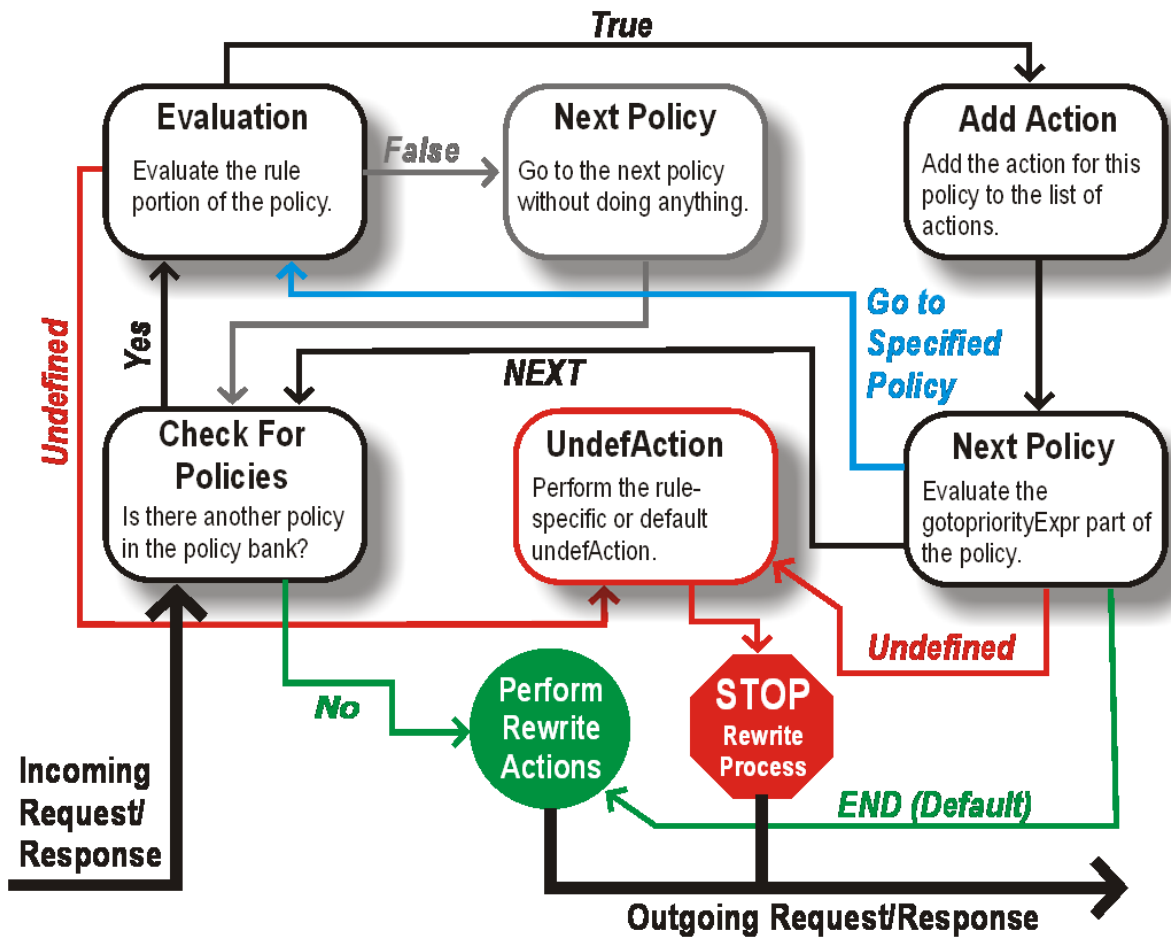 True
Evaluation
Evaluate the rule
portion of the policy.
False
Next Policy
Go to the next policy
without doing anything.
Add Action
Add the action for this
policy to the list of
actions.
Undefined
Yes
NEXT
Go to
Specified
Policy
Check For
Policies
Is there another policy
in the policy bank?
UndefAction
Perform the rule-
specific or default
undefAction.
Next Policy
Evaluate the
gotopriorityExpr part of
the policy.
Undefined
No
Perform
Rewrite
Actions
STOP
Rewrite
Process
END (Default)
Incoming
Request/
Response
Outgoing Request/Response